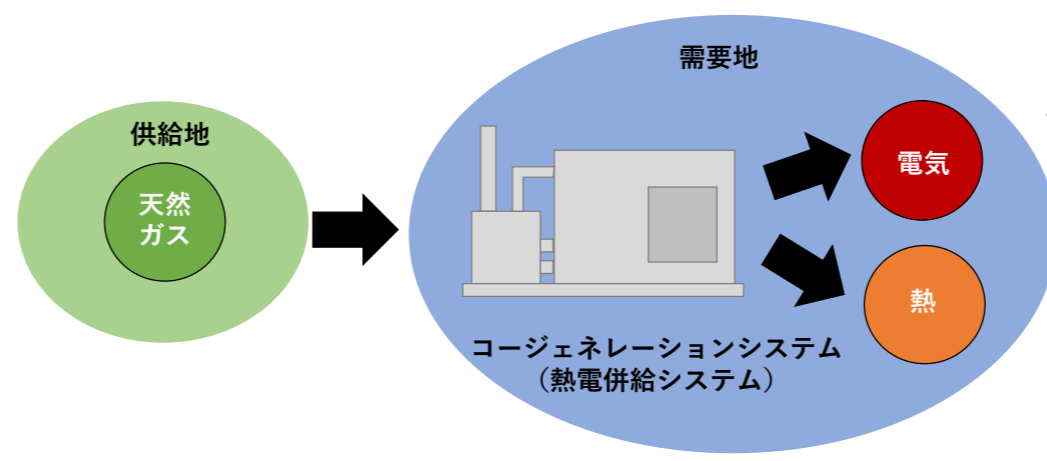 供給地
天然
ガス
需要地
電気
熱
コージェネレーションシステム
（熱電併給システム）